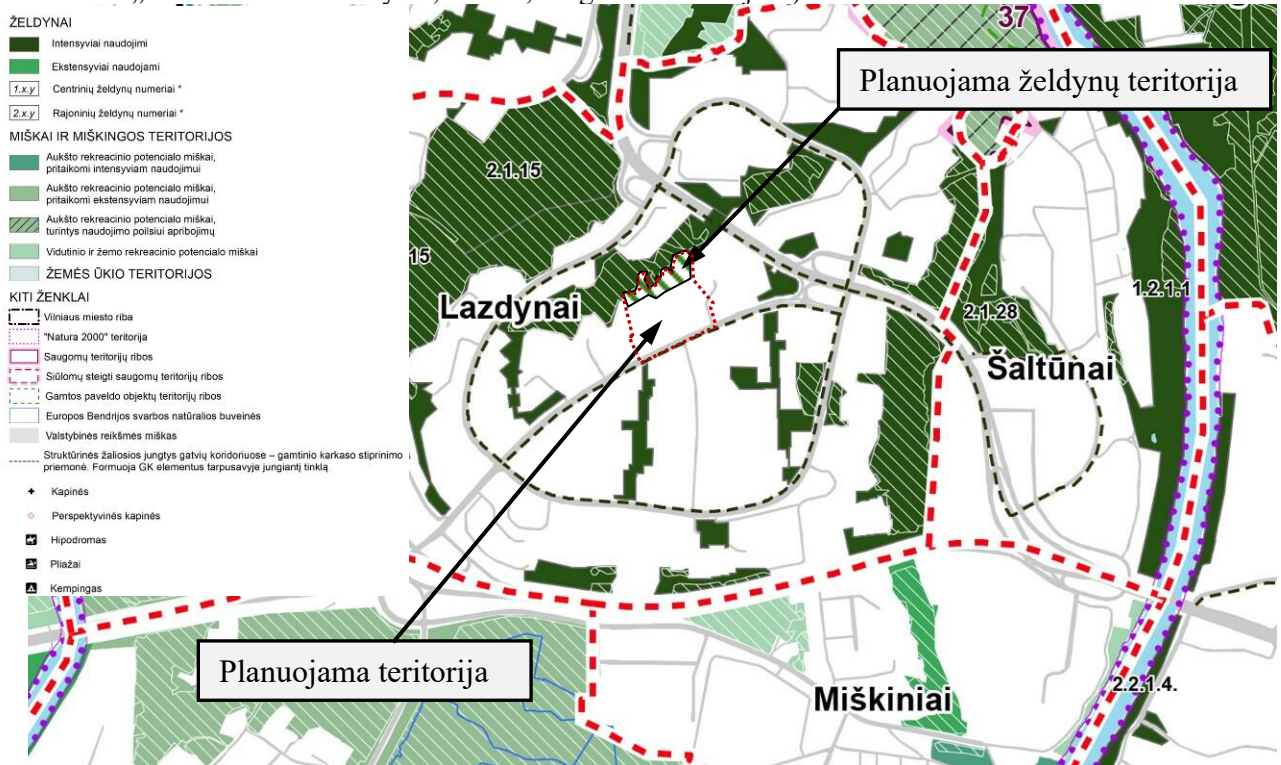 ŽELDYNAI
Intensyviai naudojimi
Ekstensyviai naudojami
1.x.y Centrinių želdynų numeriai *
2.x.y Rajoninių želdynų numeriai *
MIŠKAI IR MIŠKINGOS TERITORIJOS
Aukšto rekreacinio potencialo miškai,
pritaikomi intensyviam naudojimui
Aukšto rekreacinio potencialo miškai,
pritaikomi ekstensyviam naudojimui
Aukšto rekreacinio potencialo miškai,
turintys naudojimo poilsiui apribojimų
Vidutinio ir žemo rekreacinio potencialo miškai
ŽEMĖS ŪKIO TERITORIJOS
KITI ŽENKLAI
Vilniaus miesto riba
"Natura 2000" teritorija
Saugomų teritorijų ribos
Siūlomų steigti saugomų teritorijų ribos
Gamtos paveldo objektų teritorijų ribos
Europos Bendrijos svarbos natūralios buveinės
Valstybinės reikšmės miškas
Struktūrinės žaliosios jungtys gatvių koridoriuose – gamtinio karkaso stiprinimo
priemonė. Formuoja GK elementus tarpusavyje jungiantį tinklą
Kapinės
Perspektyvinės kapinės
Hipodromas
Pliažai
Kempingas
37
Planuojama želdynų teritorija
2.1.15
15
Lazdynai
1.2.1.1
2.1.28
Šaltūnai
Planuojama teritorija
Miškiniai
2.2.1.4.